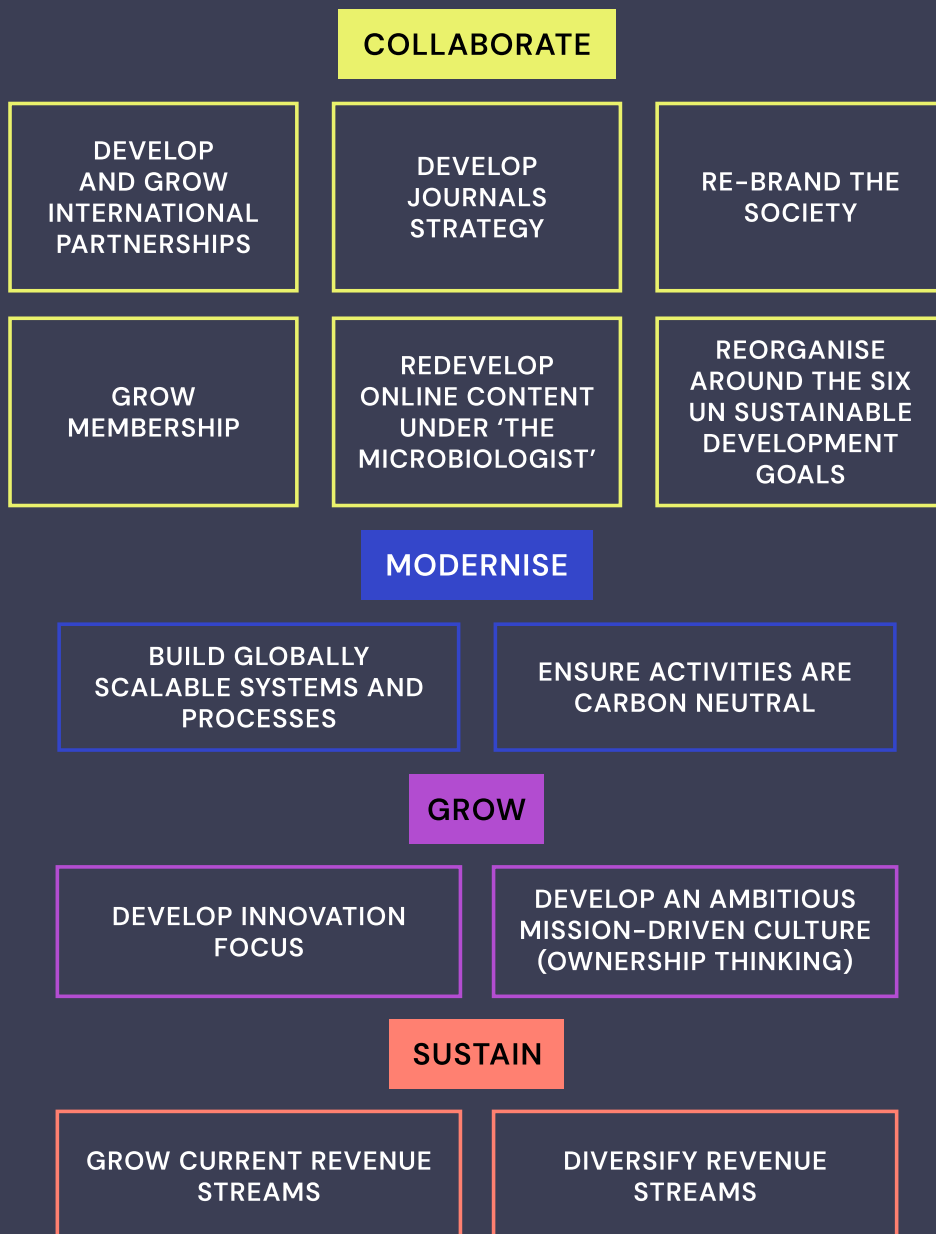 COLLABORATE
DEVELOP
AND GROW
INTERNATIONAL
PARTNERSHIPS
DEVELOP
JOURNALS
STRATEGY
RE-BRAND THE
SOCIETY
GROW
MEMBERSHIP
REDEVELOP
ONLINE CONTENT
UNDER ‘THE
MICROBIOLOGIST’
REORGANISE
AROUND THE SIX
UN SUSTAINABLE
DEVELOPMENT
GOALS
MODERNISE
BUILD GLOBALLY
SCALABLE SYSTEMS AND
PROCESSES
ENSURE ACTIVITIES ARE
CARBON NEUTRAL
GROW
DEVELOP INNOVATION
FOCUS
DEVELOP AN AMBITIOUS
MISSION-DRIVEN CULTURE
(OWNERSHIP THINKING)
SUSTAIN
GROW CURRENT REVENUE
STREAMS
DIVERSIFY REVENUE
STREAMS